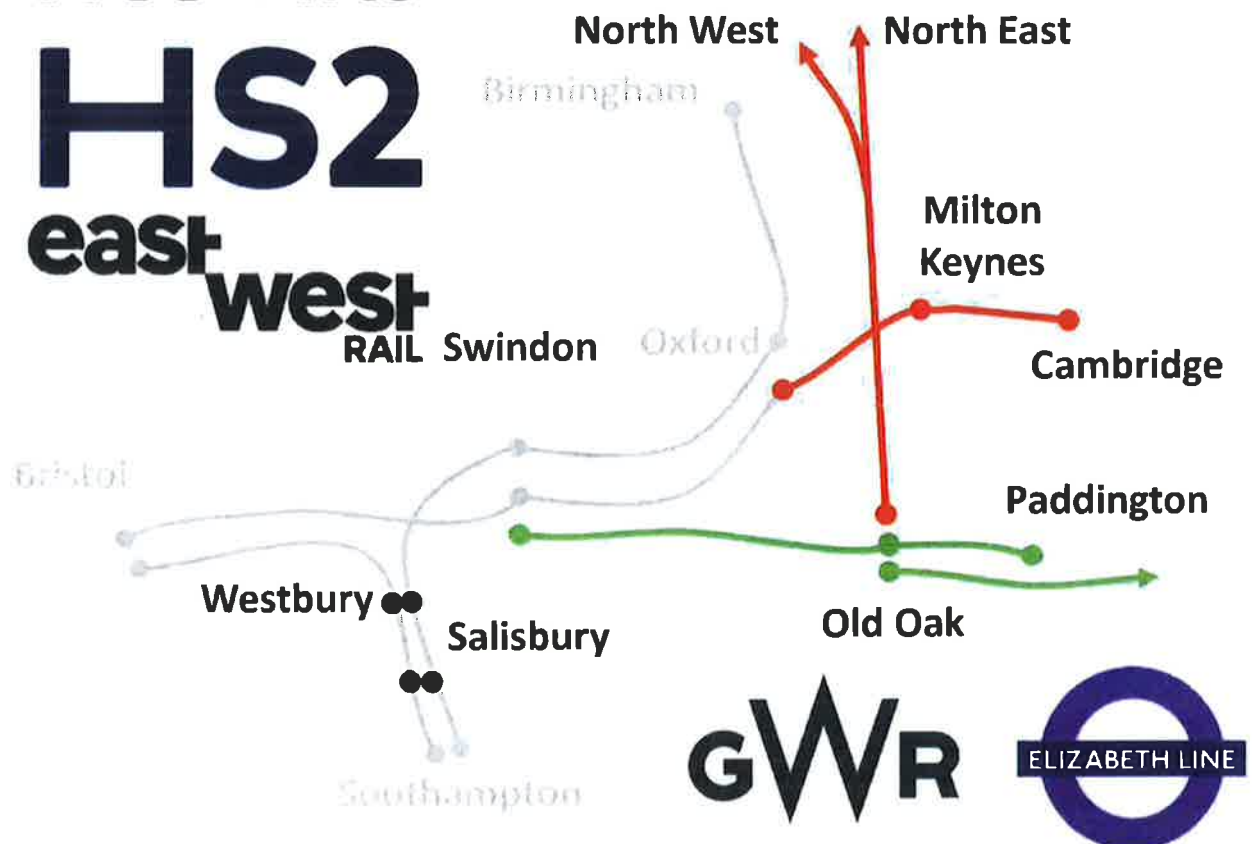 North West
North East
HS2
Birmingham
east
west
RAIL
Milton
Keynes
Swindon
Oxford
Cambridge
Bristol
Paddington
Westbury
Salisbury
Old Oak
Southampton
GWR
ELIZABETH LINE